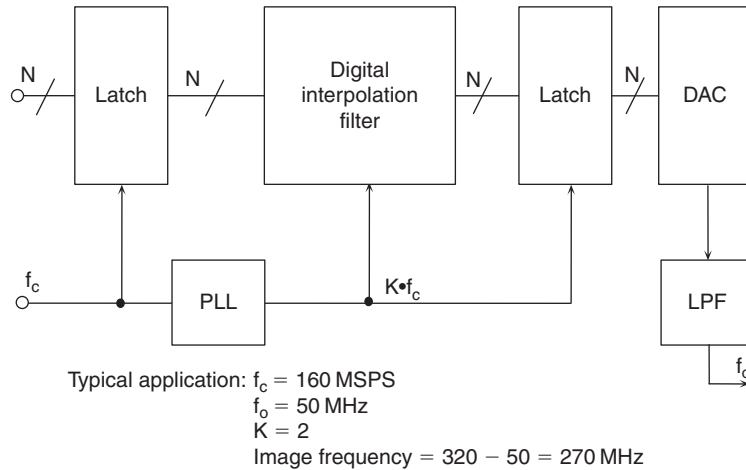 N
Latch
N
Digital
interpolation
filter
N
Latch
N
DAC
f_c
PLL
K•f_c
LPF
f_o
Typical application: f_c = 160 MSPS
f_o = 50 MHz
K = 2
Image frequency = 320 − 50 = 270 MHz